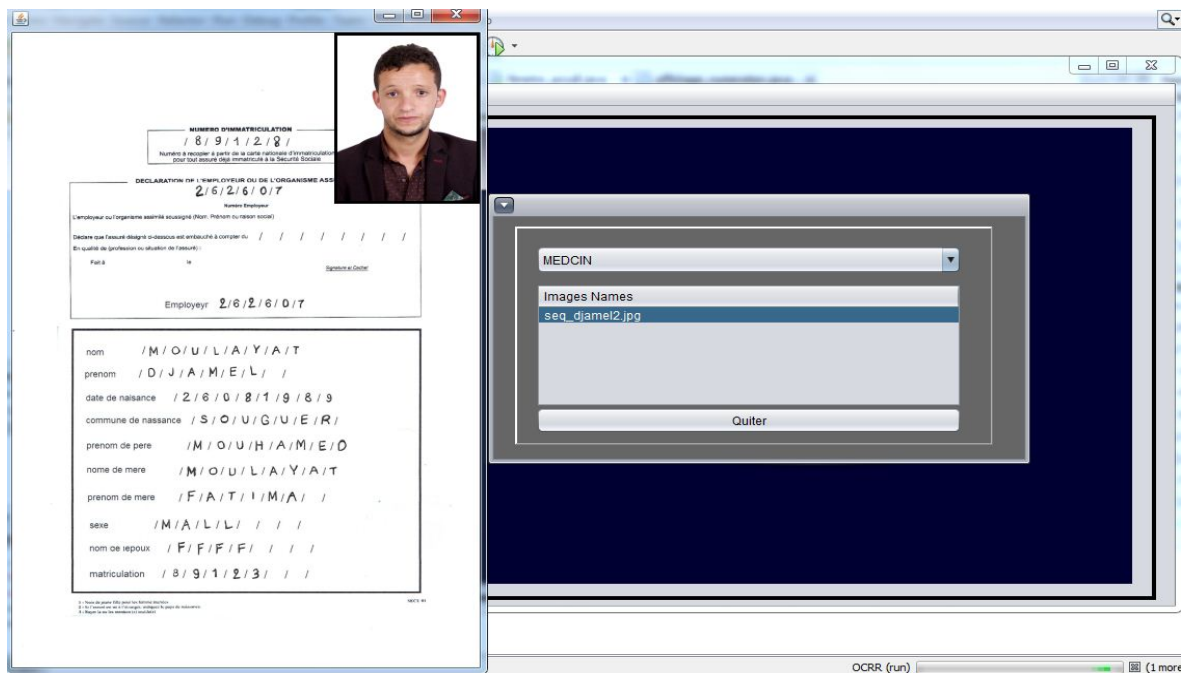 NUMERO D'IMMATRICULATION
/ 8/ 9/ 1 / 2 / 8 /
Numéro à recopier à partir de la carte nationale d'immatriculation
pour tout assuré déjà immatriculé à la Sécurité Sociale
DECLARATION DE L'EMPLOYEUR OU DE L'ORGANISME
2/ 6 / 2 / 6 / 0 / 7
Numéro Employeur
L'employeur ou l'organisme assimilé soussigné (Nom, Prénom ou raison social)
Déclare que l'assuré désigné ci-dessous est embauché à compter du / / / / / / / /
En qualité de (profession ou situation de l'assuré) :
Fait à le
Signature et Cachet
Employeyr 2/ 6 / 2 / 6 / 0 / 7
nom / M / O / U / L / A / Y / A / T
prenom / D / J / A / M / E / L / /
date de naisance / 2 / 6 / 0 / 8 / 1 / 9 / 8 / 9
commune de nassance / S / O / U / G / U / E / R /
prenom de pere / M / O / U / H / A / M / E / D
nome de mere / M / O / U / L / A / Y / A / T
prenom de mere / F / A / T / I / M / A / /
sexe / M / A / L / L / / / /
nom de lepoux / F / F / F / F / / / /
matriculation / 8 / 9 / 1 / 2 / 3 / / /
MEDCIN
Images Names
seq_djamel2.jpg
Quiter
OCRR (run)
(1 more